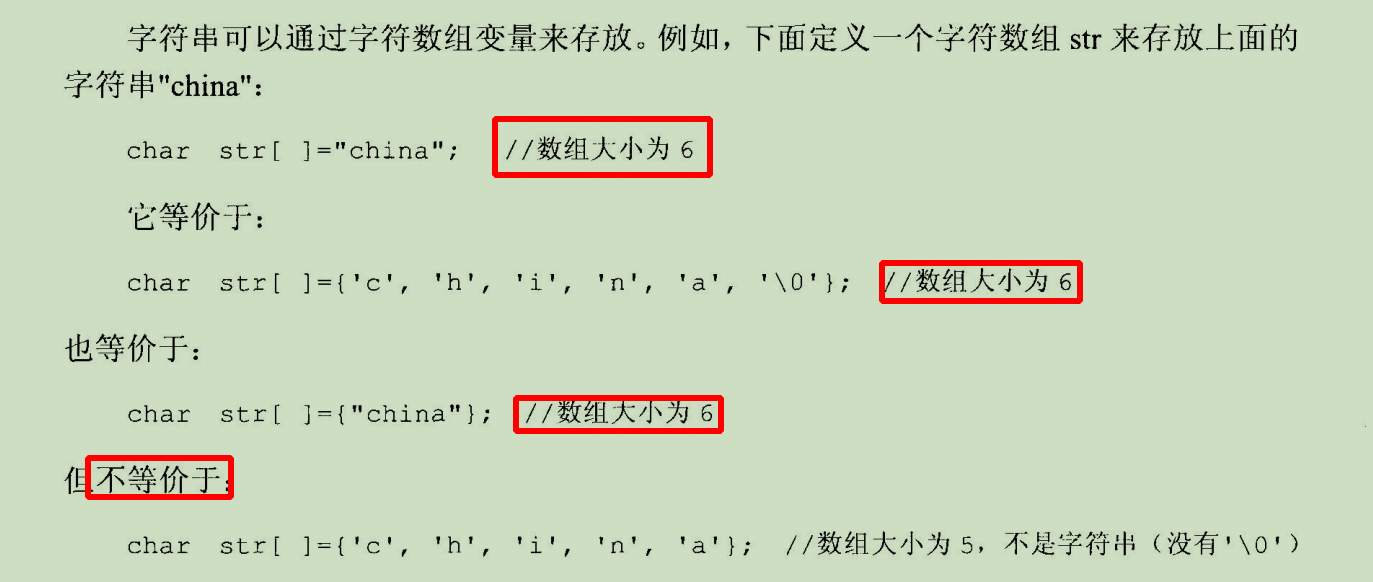 字符串可以通过字符数组变量来存放。例如，下面定义一个字符数组 str 来存放上面的
字符串"china"：
char str[ ]="china"; //数组大小为 6
它等价于：
char str[ ]={'c', 'h', 'i', 'n', 'a', '\0'}; //数组大小为 6
也等价于：
char str[ ]={"china"}; //数组大小为 6
但不等价于：
char str[ ]={'c', 'h', 'i', 'n', 'a'}; //数组大小为 5，不是字符串（没有'\0'）